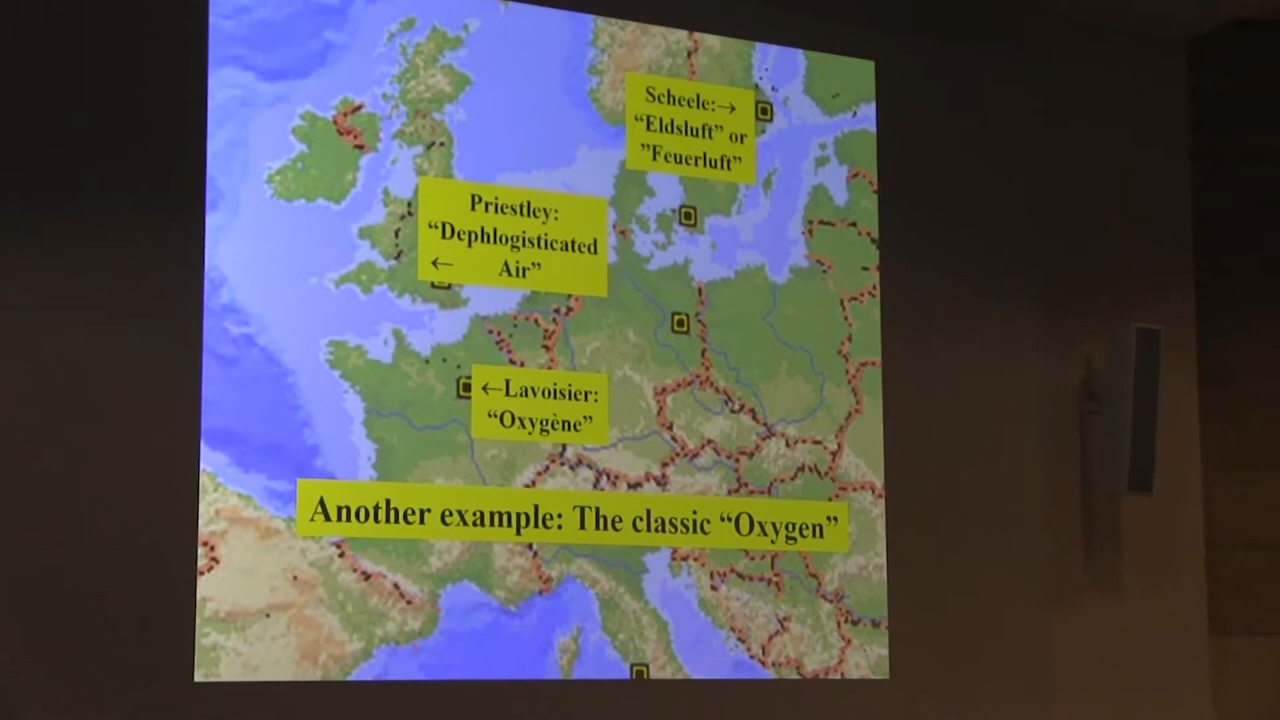 Scheele:→
“Eldsluft” or
”Feuerluft”
Priestley:
“Dephlogisticated
← Air”
←Lavoisier:
“Oxygène”
Another example: The classic “Oxygen”